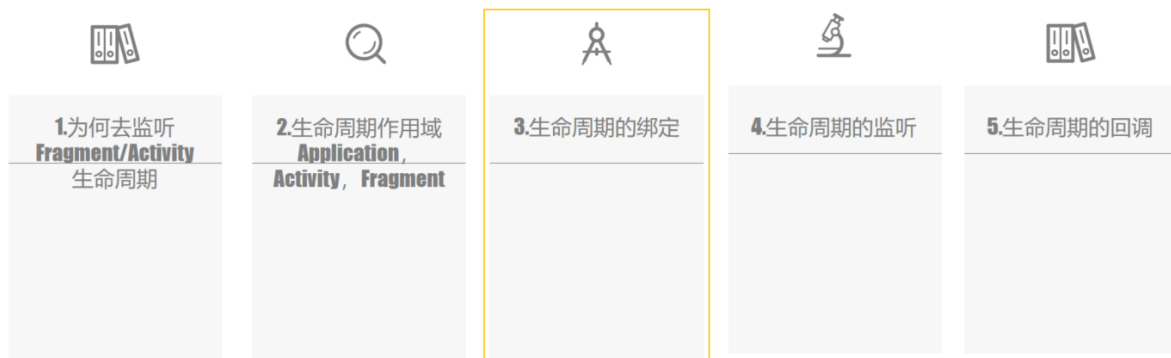 1.为何去监听
Fragment/Activity
生命周期
2.生命周期作用域
Application,
Activity, Fragment
3.生命周期的绑定
4.生命周期的监听
5.生命周期的回调